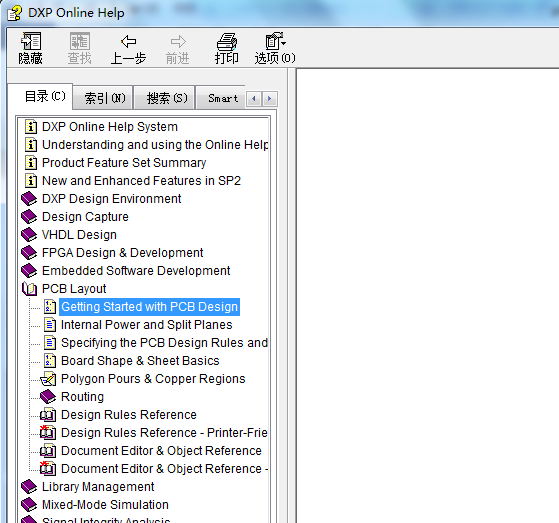 DXP Online Help
隐藏 查找 上一步 前进 打印 选项(O)
目录(C) 索引(N) 搜索(S) Smart
DXP Online Help System
Understanding and using the Online Help
Product Feature Set Summary
New and Enhanced Features in SP2
DXP Design Environment
Design Capture
VHDL Design
FPGA Design & Development
Embedded Software Development
PCB Layout
Getting Started with PCB Design
Internal Power and Split Planes
Specifying the PCB Design Rules and
Board Shape & Sheet Basics
Polygon Pours & Copper Regions
Routing
Design Rules Reference
Design Rules Reference - Printer-Frie
Document Editor & Object Reference
Document Editor & Object Reference -
Library Management
Mixed-Mode Simulation
Signal Integrity Analysis